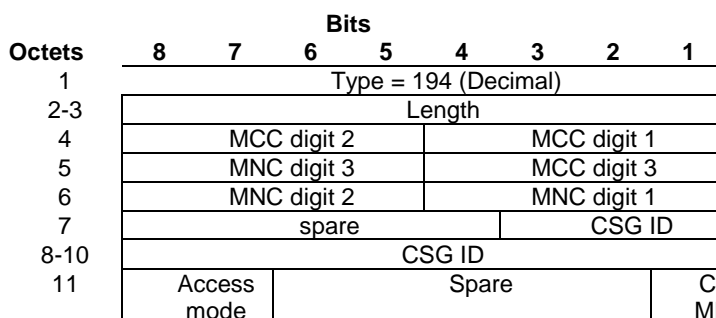 Bits
Octets 8 7 6 5 4 3 2 1
1 Type = 194 (Decimal)
2-3 Length
4 MCC digit 2 MCC digit 1
5 MNC digit 3 MCC digit 3
6 MNC digit 2 MNC digit 1
7 spare CSG ID
8-10 CSG ID
11 Access Spare
mode